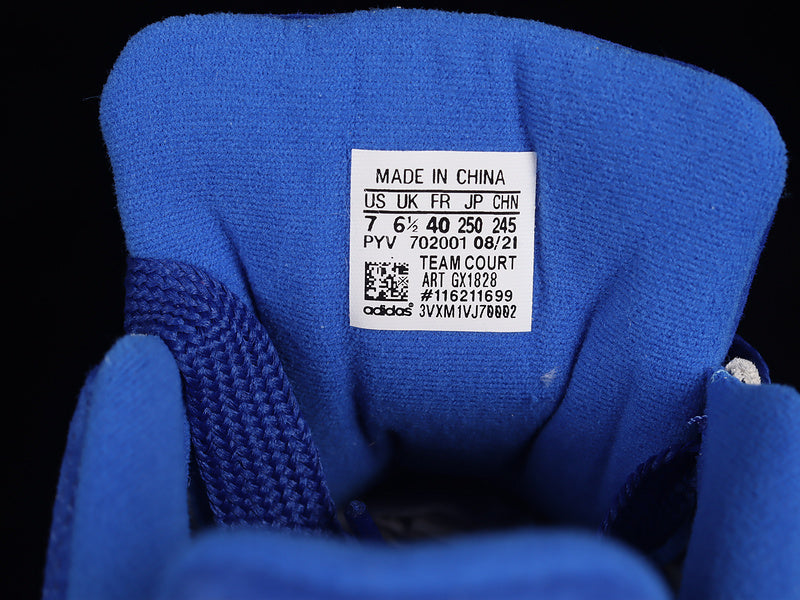 MADE IN CHINA
US UK FR JP CHN
7 6½ 40 250 245
PYV 702001 08/21
TEAM COURT
ART GX1828
#116211699
adidas® 3VXM1VJ70002